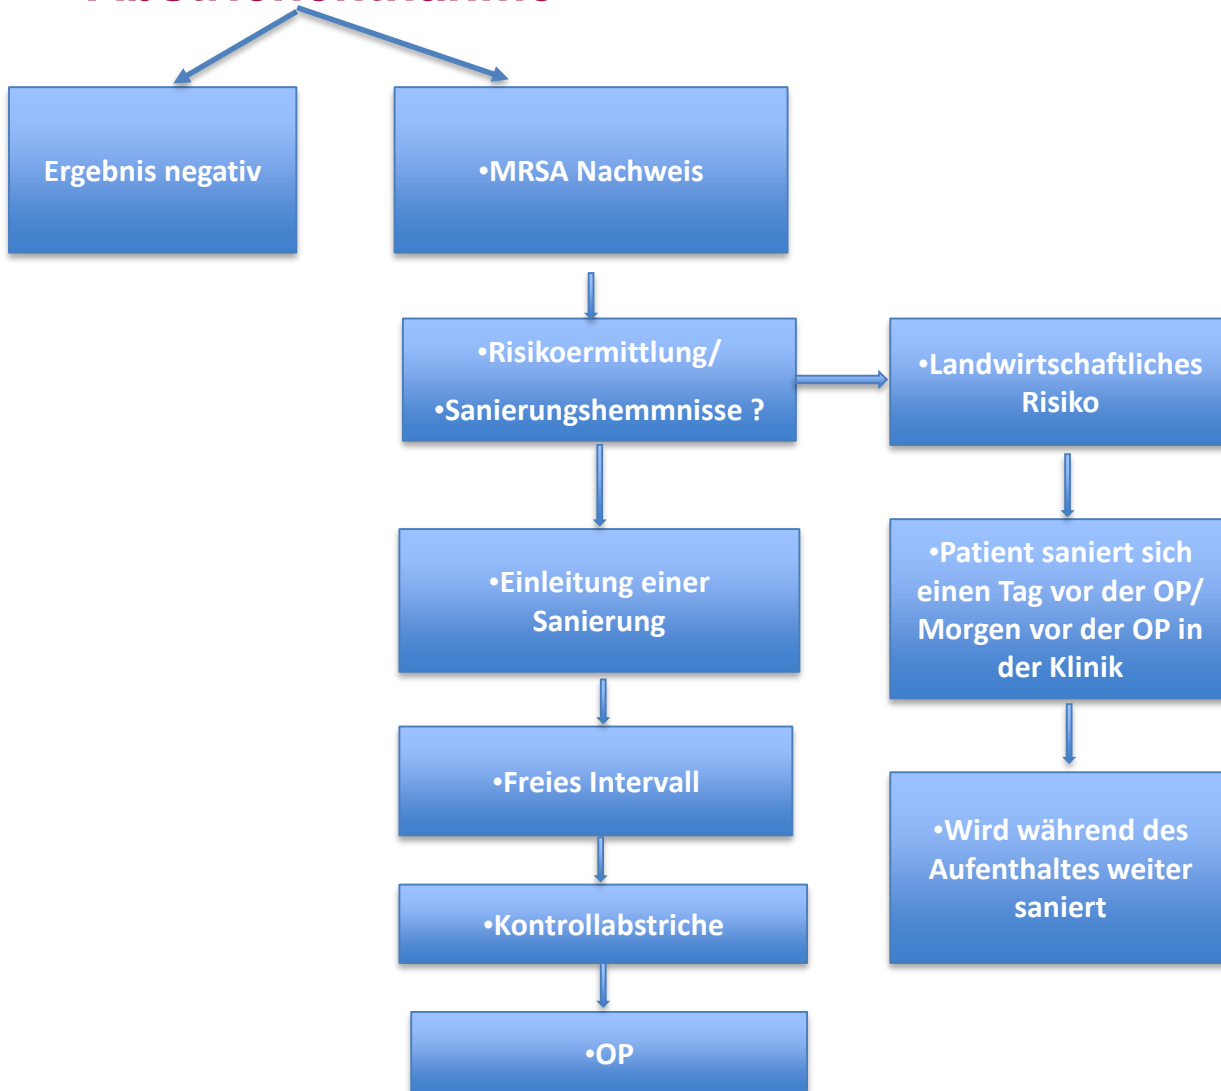 Ergebnis negativ
•MRSA Nachweis
•Risikoermittlung/
•Sanierungshemmnisse ?
•Landwirtschaftliches
Risiko
•Einleitung einer
Sanierung
•Patient saniert sich
einen Tag vor der OP/
Morgen vor der OP in
der Klinik
•Freies Intervall
•Wird während des
Aufenthaltes weiter
saniert
•Kontrollabstriche
•OP